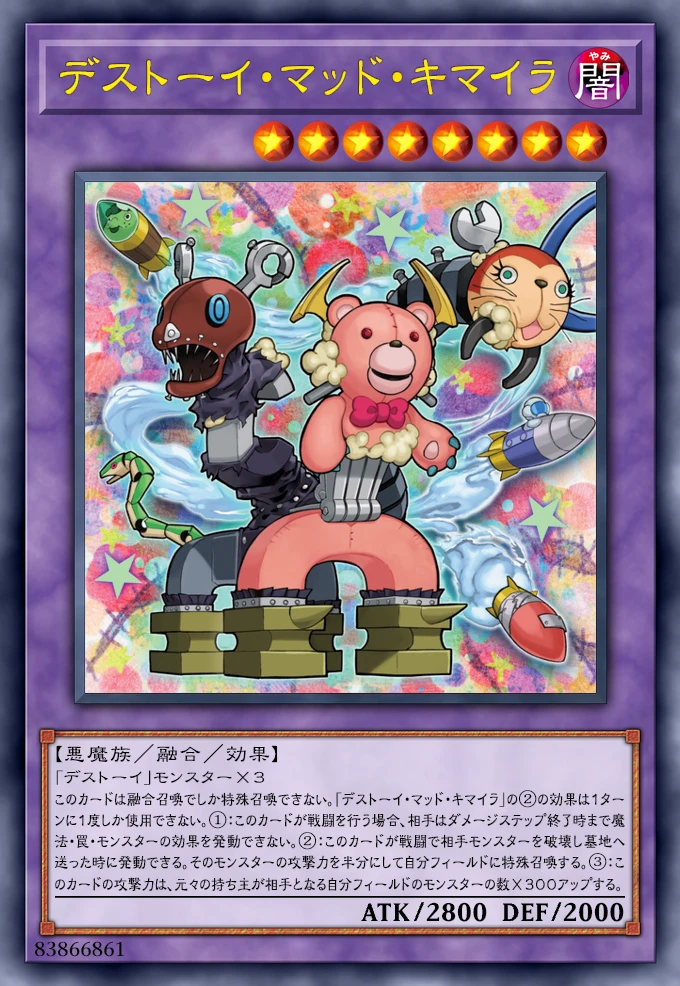 デストーイ・マッド・キマイラ
やみ
闇
【悪魔族／融合／効果】
「デストーイ」モンスター×３
このカードは融合召喚でしか特殊召喚できない。「デストーイ・マッド・キマイラ」の②の効果は１ター
ンに１度しか使用できない。①：このカードが戦闘を行う場合、相手はダメージステップ終了時まで魔
法・罠・モンスターの効果を発動できない。②：このカードが戦闘で相手モンスターを破壊し墓地へ
送った時に発動できる。そのモンスターの攻撃力を半分にして自分フィールドに特殊召喚する。③：こ
のカードの攻撃力は、元々の持ち主が相手となる自分フィールドのモンスターの数×３００アップする。
ATK/2800 DEF/2000
83866861